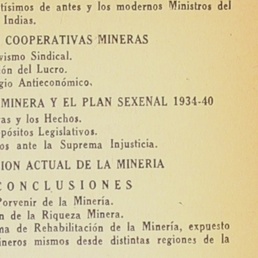 tísimos de antes y los modernos Ministros del
Indias.
COOPERATIVAS MINERAS
vismo Sindical.
ón del Lucro.
gio Antieconómico.
MINERA Y EL PLAN SEXENAL 1934-40
as y los Hechos.
pósitos Legislativos.
os ante la Suprema Injusticia.
ION ACTUAL DE LA MINERIA
CONCLUSIONES
Porvenir de la Minería.
n de la Riqueza Minera.
na de Rehabilitación de la Minería, expuesto
ineros mismos desde distintas regiones de la